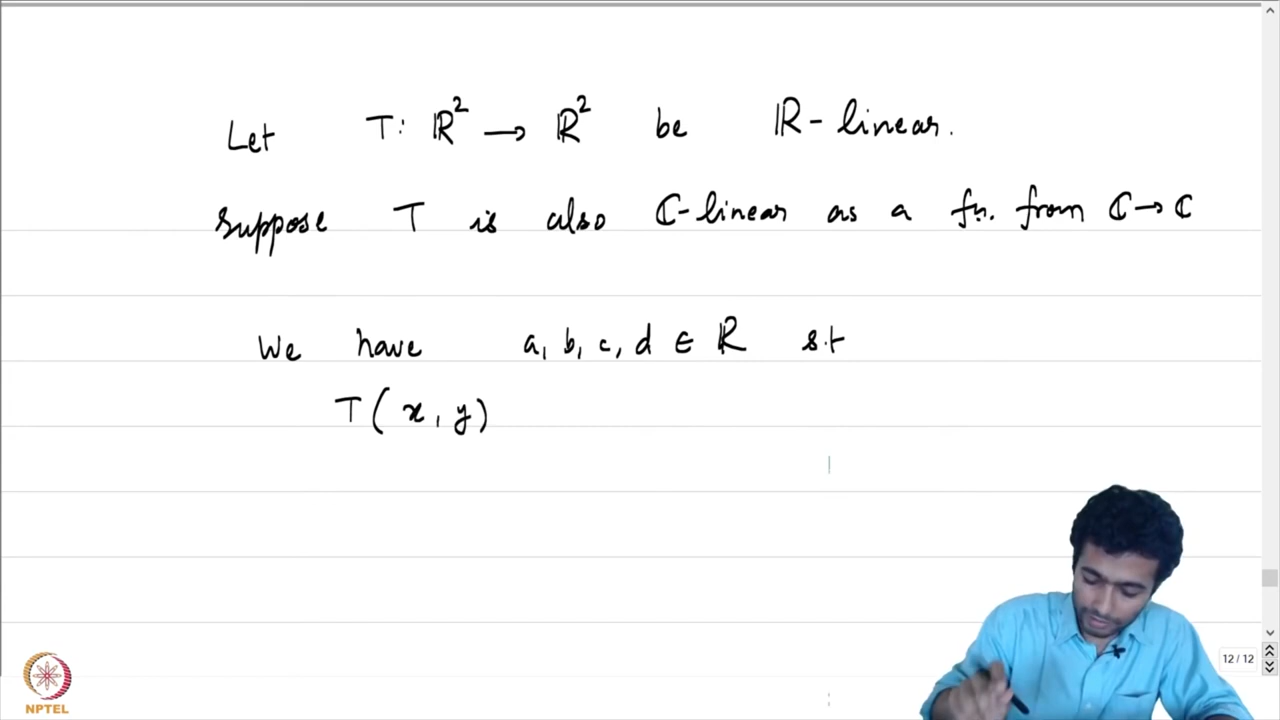 Let T: ℝ² → ℝ² be ℝ-linear.
Suppose T is also ℂ-linear as a fn. from ℂ→ℂ
We have a, b, c, d ∈ ℝ s.t
T(x, y)
12 / 12
NPTEL